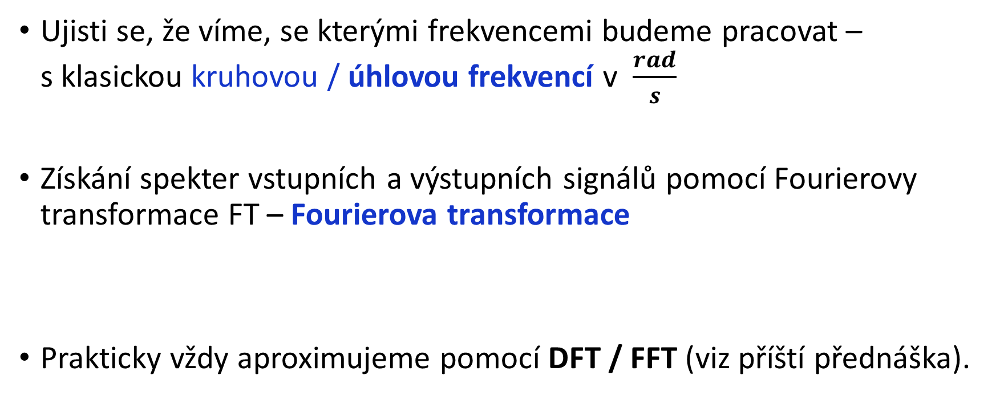 • Ujisti se, že víme, se kterými frekvencemi budeme pracovat –
s klasickou kruhovou / úhlovou frekvencí v rad/s
• Získání spekter vstupních a výstupních signálů pomocí Fourierovy
transformace FT – Fourierova transformace
• Prakticky vždy aproximujeme pomocí DFT / FFT (viz příští přednáška).